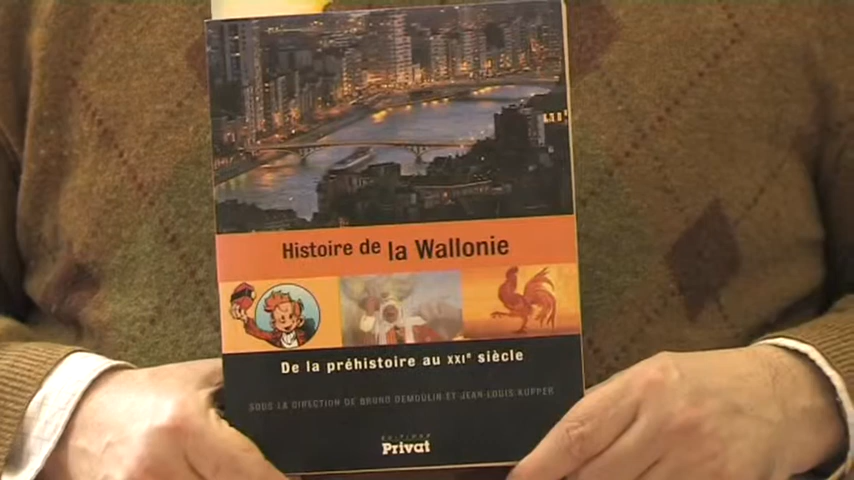 Histoire de la Wallonie
De la préhistoire au XXIe siècle
SOUS LA DIRECTION DE BRUNO DEMOULIN ET JEAN-LOUIS KUPPER
EDITIONS
Privat